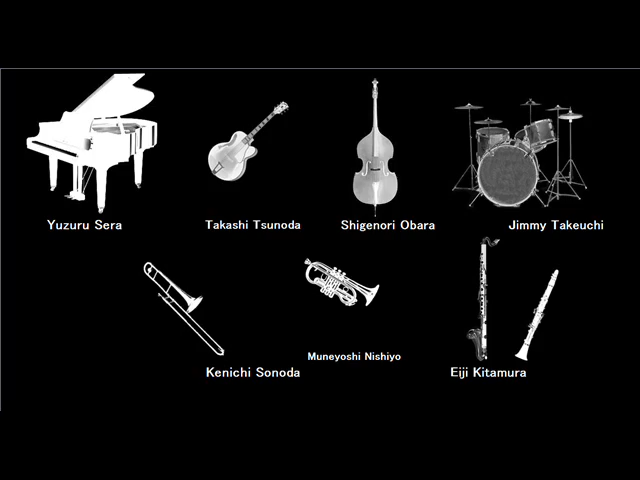 Yuzuru Sera
Takashi Tsunoda
Shigenori Obara
Jimmy Takeuchi
Kenichi Sonoda
Muneyoshi Nishiyo
Eiji Kitamura